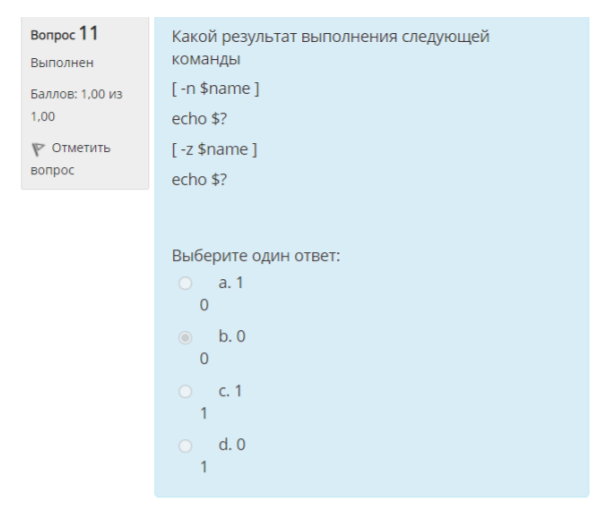 Вопрос 11
Выполнен
Баллов: 1,00 из
1,00
Отметить
вопрос
Какой результат выполнения следующей
команды
[ -n $name ]
echo $?
[ -z $name ]
echo $?
Выберите один ответ:
a. 1
0
b. 0
0
c. 1
1
d. 0
1